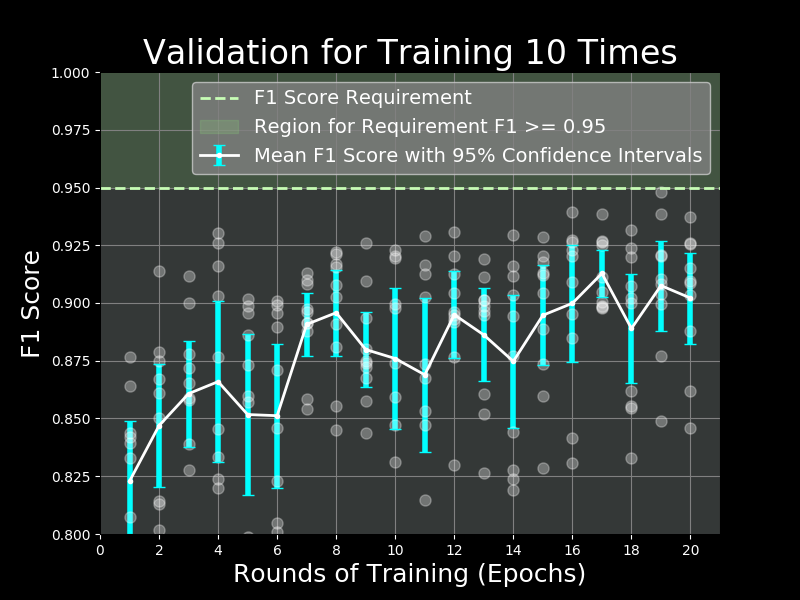 Validation for Training 10 Times
F1 Score Requirement
Region for Requirement F1 >= 0.95
Mean F1 Score with 95% Confidence Intervals
F1 Score
1.000
0.975
0.950
0.925
0.900
0.875
0.850
0.825
0.800
0 2 4 6 8 10 12 14 16 18 20
Rounds of Training (Epochs)